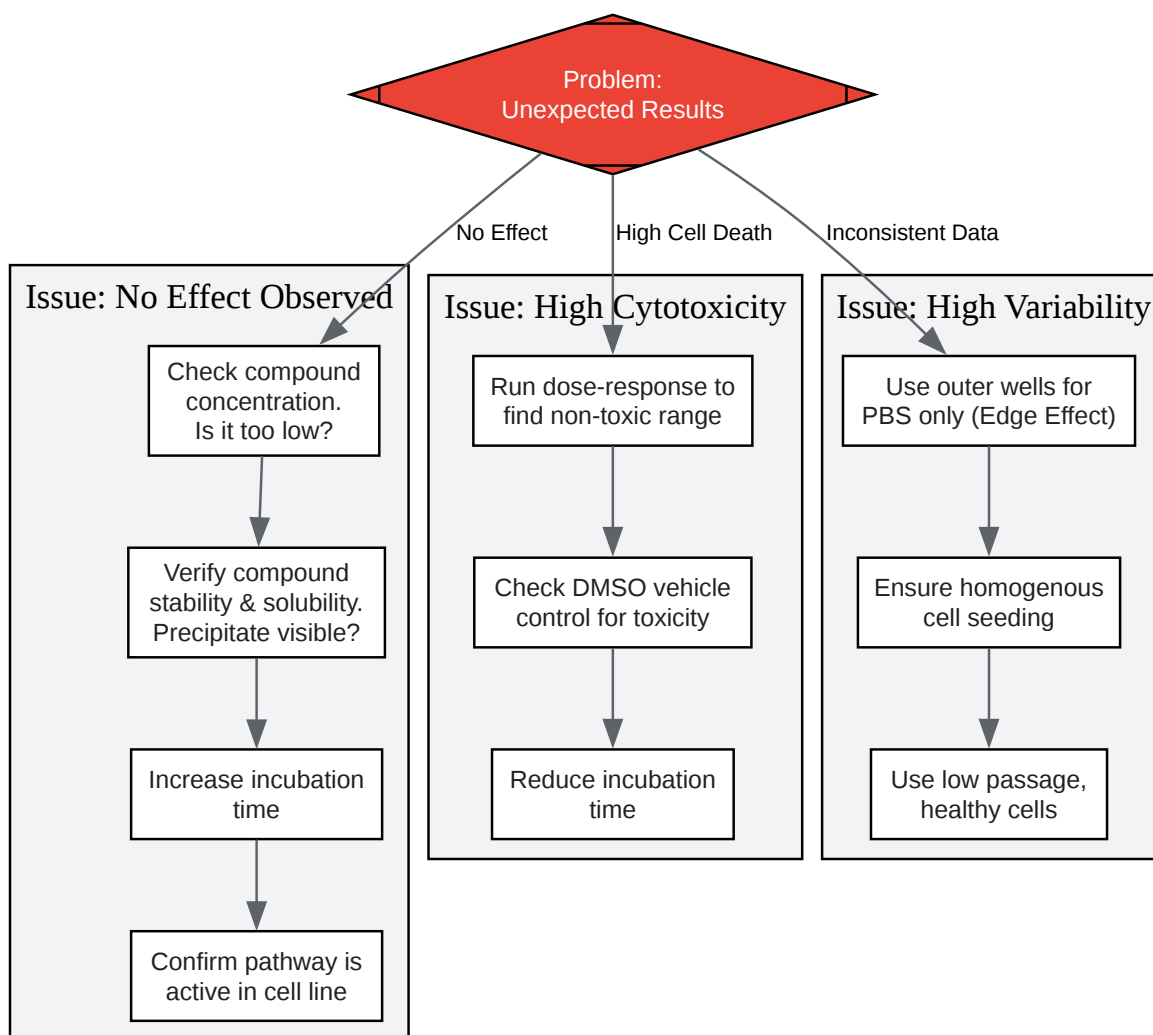 Problem:
Unexpected Results
No Effect
High Cell Death
Inconsistent Data
Issue: No Effect Observed
Check compound
concentration.
Is it too low?
Verify compound
stability & solubility.
Precipitate visible?
Increase incubation
time
Confirm pathway is
active in cell line
Issue: High Cytotoxicity
Run dose-response to
find non-toxic range
Check DMSO vehicle
control for toxicity
Reduce incubation
time
Issue: High Variability
Use outer wells for
PBS only (Edge Effect)
Ensure homogenous
cell seeding
Use low passage,
healthy cells